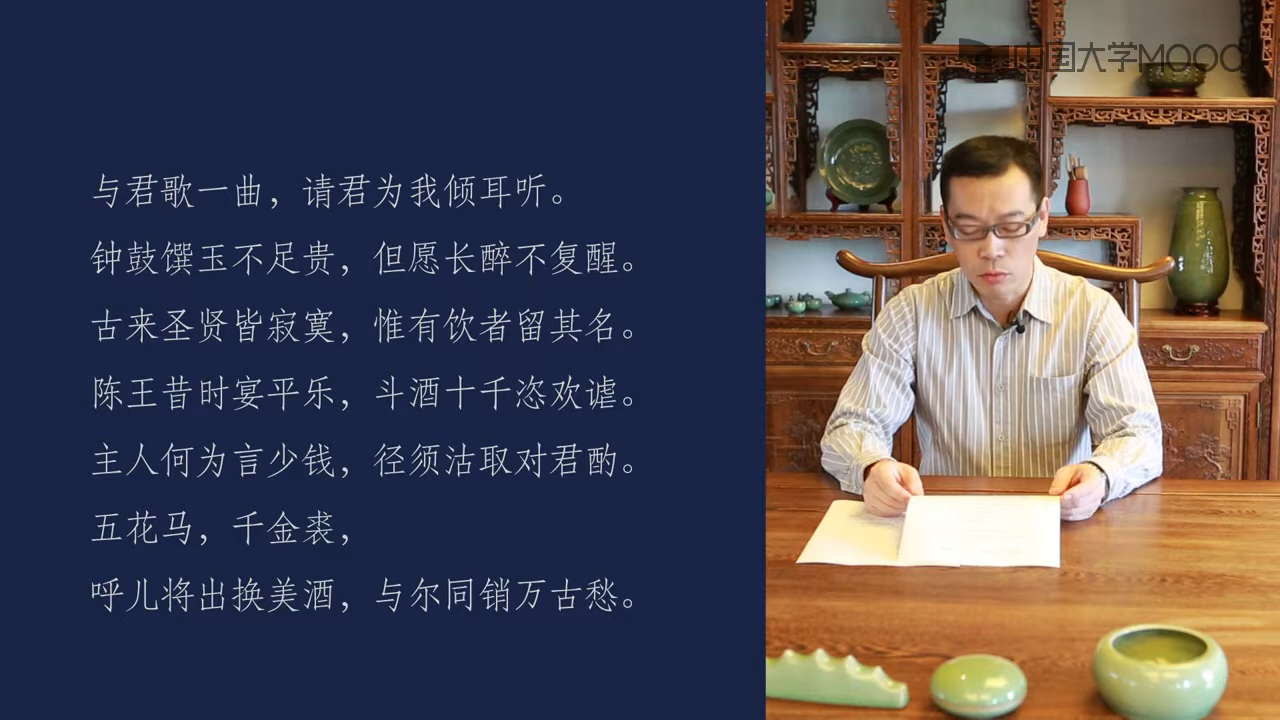 与君歌一曲，请君为我倾耳听。
钟鼓馔玉不足贵，但愿长醉不复醒。
古来圣贤皆寂寞，惟有饮者留其名。
陈王昔时宴平乐，斗酒十千恣欢谑。
主人何为言少钱，径须沽取对君酌。
五花马，千金裘，
呼儿将出换美酒，与尔同销万古愁。
中国大学MOOC